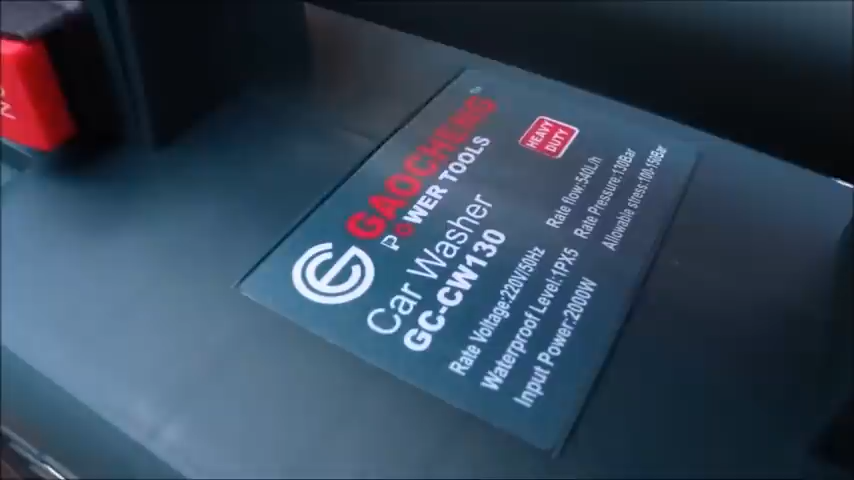 GAOCHENG
POWER TOOLS
HEAVY
DUTY
Car Washer
GC-CW130
Rate Voltage:220V/50Hz
Waterproof Level:1PX5
Input Power:2000W
Rate flow:540L/h
Rate Pressure:130Bar
Allowable stress:100-150Bar